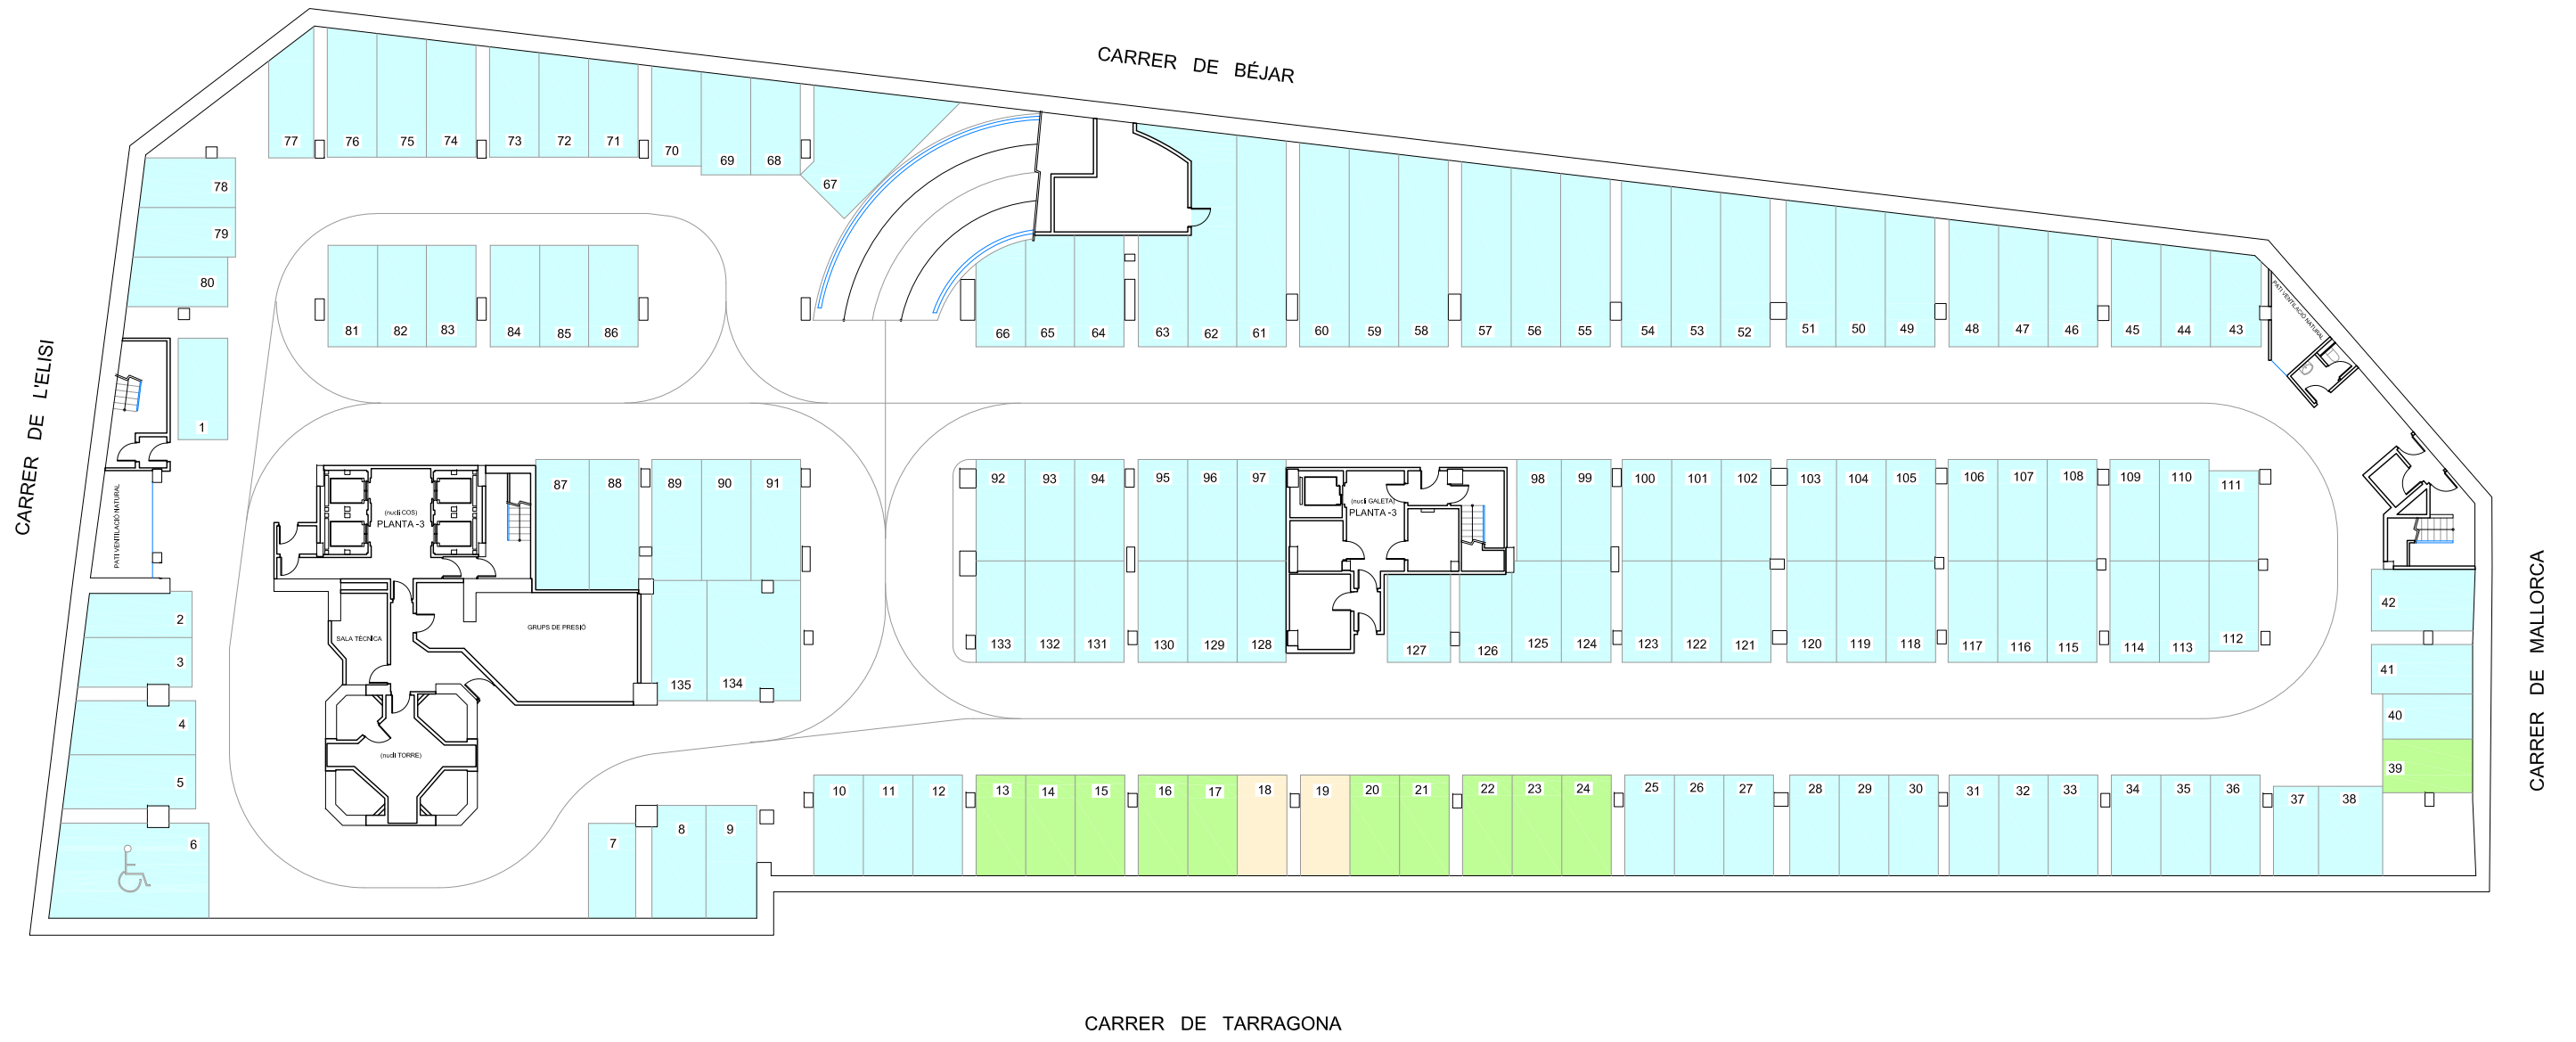 CARRER DE BÉJAR
77 76 75 74 73 72 71 70 69 68
67
78
79
80
81 82 83 84 85 86
66 65 64 63 62 61 60 59 58 57 56 55 54 53 52 51 50 49 48 47 46 45 44 43
PATI VENTILACIÓ NATURAL
CARRER DE L'ELISI
1
PATI VENTILACIÓ NATURAL
(nucli COS)
PLANTA -3
87 88 89 90 91
92 93 94 95 96 97
(nucli GALETA)
PLANTA -3
98 99 100 101 102 103 104 105 106 107 108 109 110 111
2
3
4
5
6
SALA TÈCNICA
GRUPS DE PRESIÓ
135 134
133 132 131 130 129 128 127 126 125 124 123 122 121 120 119 118 117 116 115 114 113 112
(nucli TORRE)
42
41
40
39
CARRER DE MALLORCA
7 8 9
10 11 12 13 14 15 16 17 18 19 20 21 22 23 24 25 26 27 28 29 30 31 32 33 34 35 36 37 38
CARRER DE TARRAGONA